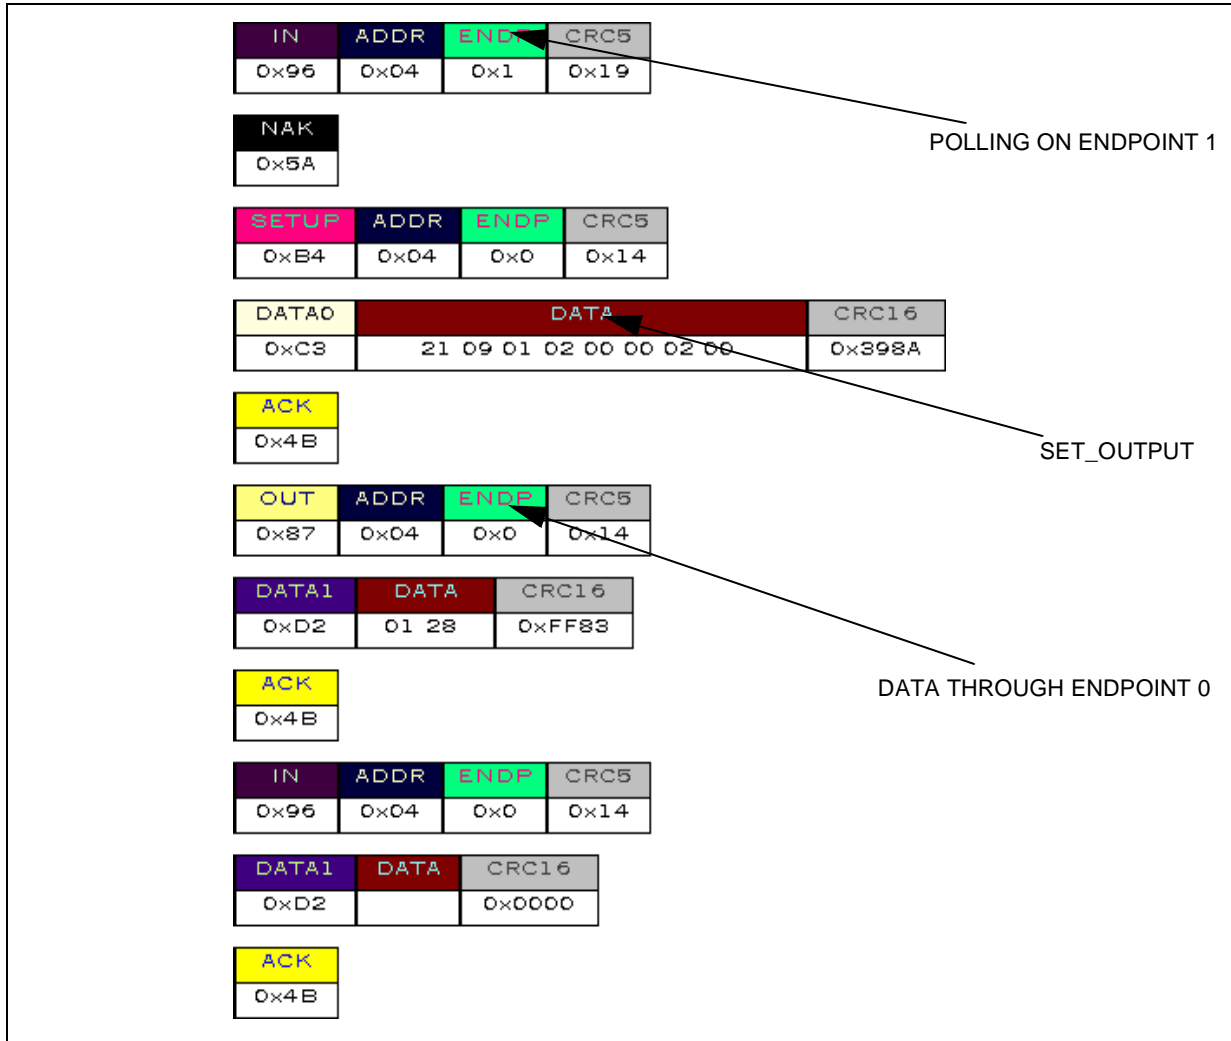 IN ADDR ENDP CRC5
0x96 0x04 0x1 0x19
POLLING ON ENDPOINT 1
NAK
0x5A
SETUP ADDR ENDP CRC5
0xB4 0x04 0x0 0x14
DATA0 DATA CRC16
0xC3 21 09 01 02 00 00 02 00 0x398A
ACK
0x4B
SET_OUTPUT
OUT ADDR ENDP CRC5
0x87 0x04 0x0 0x14
DATA1 DATA CRC16
0xD2 01 28 0xFF83
ACK
0x4B
DATA THROUGH ENDPOINT 0
IN ADDR ENDP CRC5
0x96 0x04 0x0 0x14
DATA1 DATA CRC16
0xD2 0x0000
ACK
0x4B